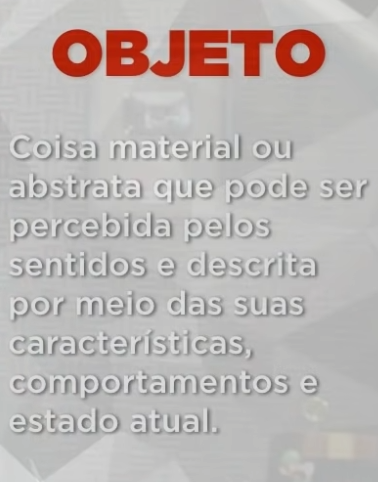 OBJETO
Coisa material ou
abstrata que pode ser
percebida pelos
sentidos e descrita
por meio das suas
características,
comportamentos e
estado atual.